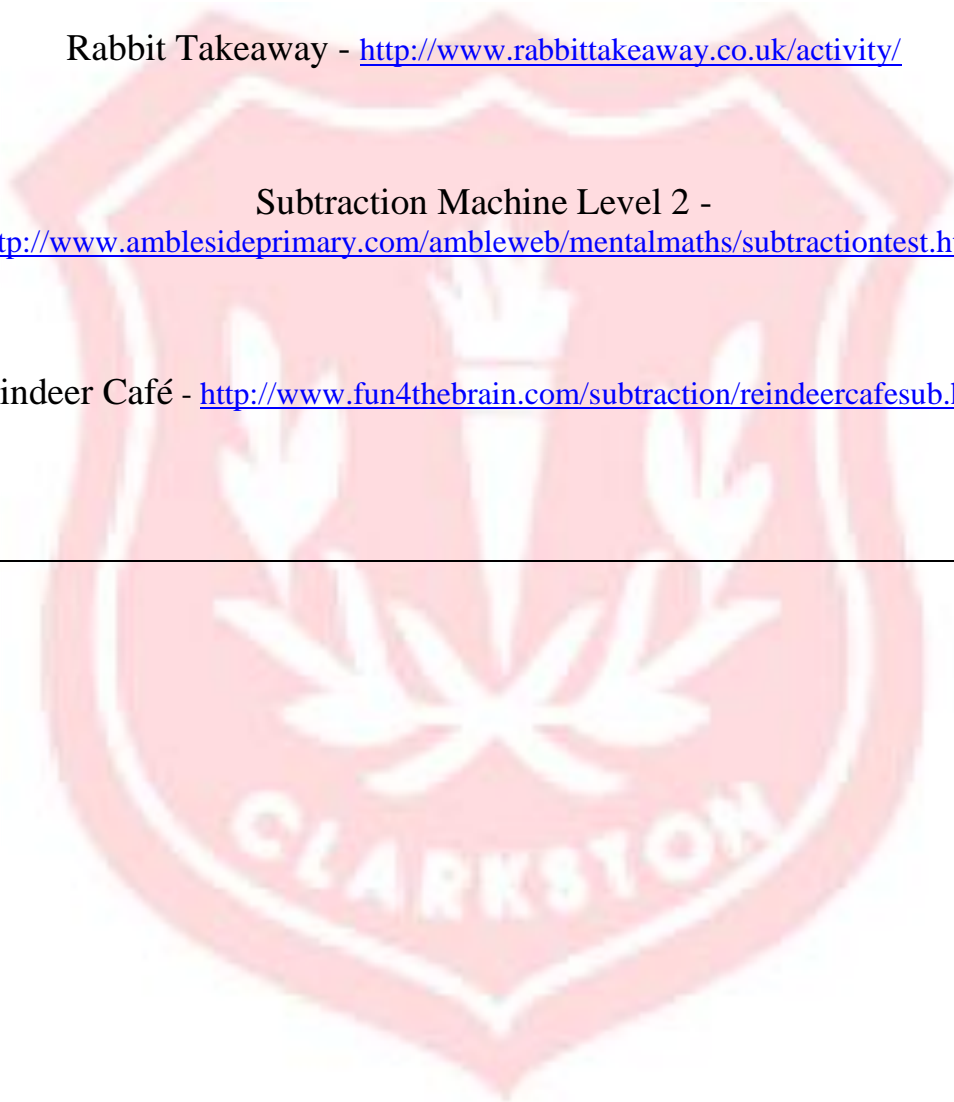 Rabbit Takeaway - http://www.rabbittakeaway.co.uk/activity/
Subtraction Machine Level 2 -
tp://www.amblesideprimary.com/ambleweb/mentalmaths/subtractiontest.h
indeer Café - http://www.fun4thebrain.com/subtraction/reindeercafesub.
CLARKSTON